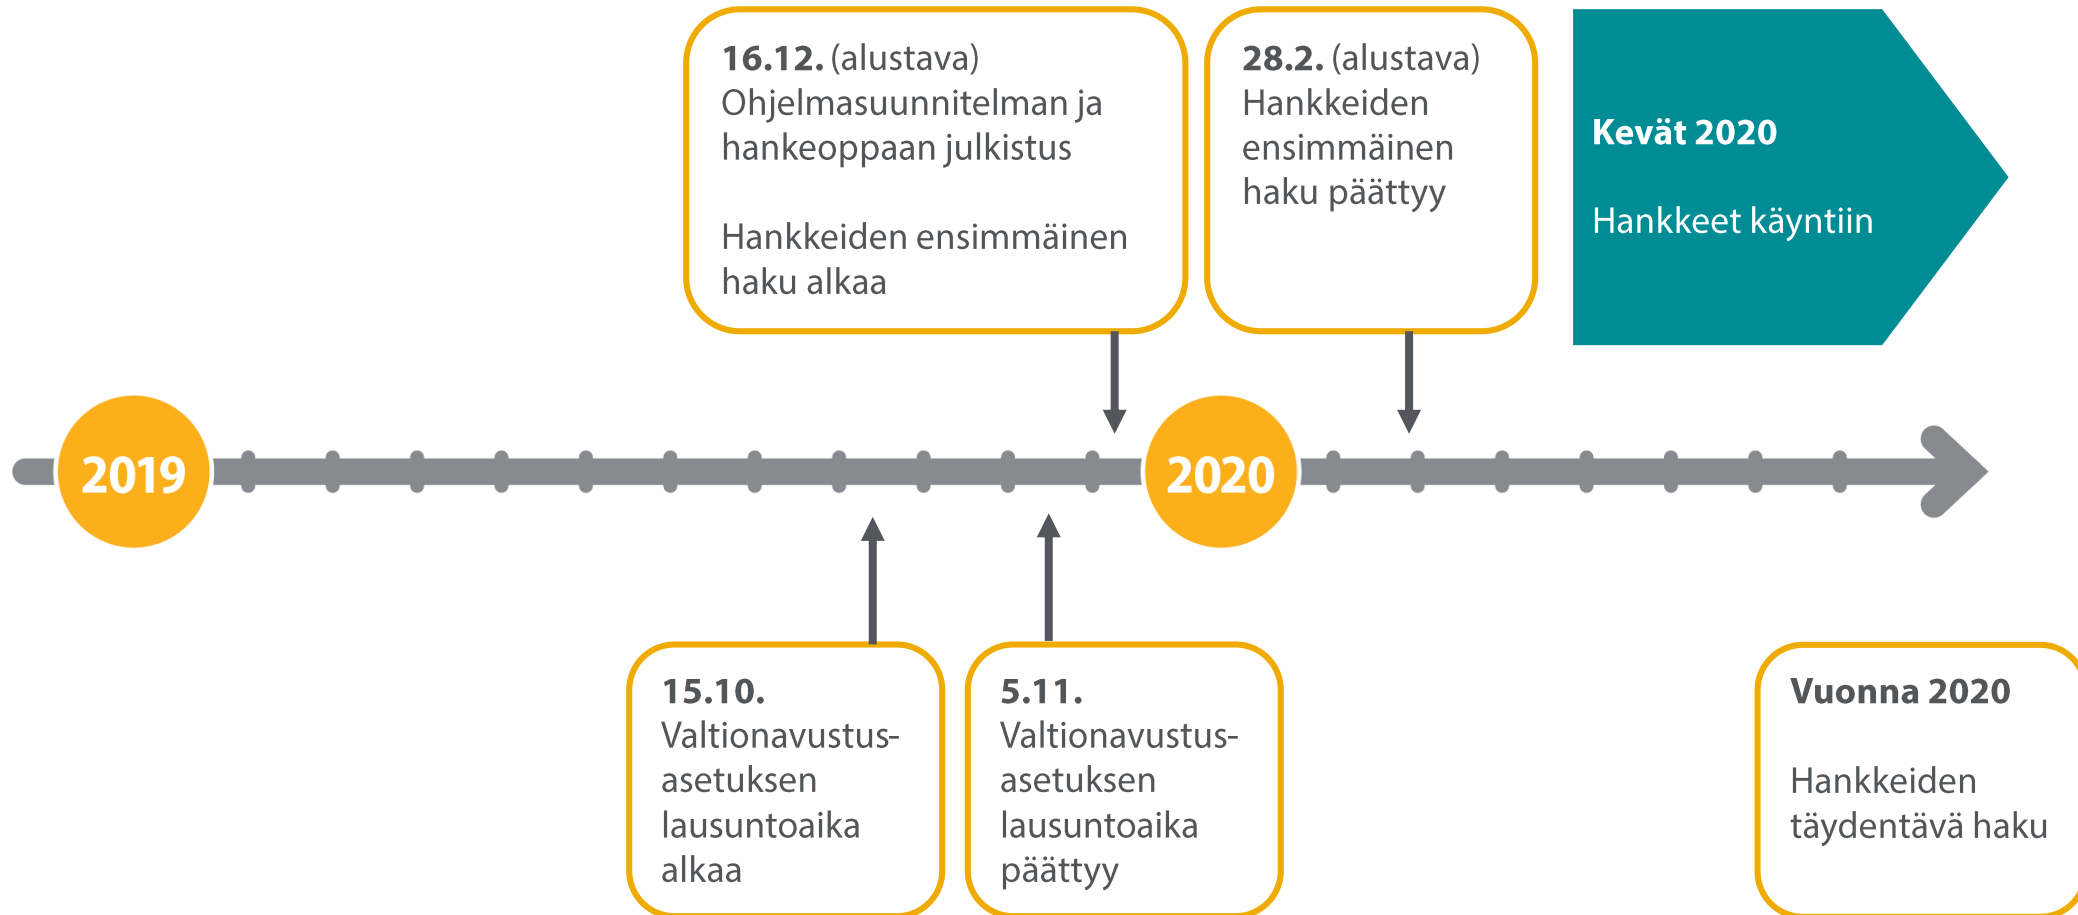 16.12. (alustava)
Ohjelmasuunnitelman ja
hankeoppaan julkistus
Hankkeiden ensimmäinen
haku alkaa
28.2. (alustava)
Hankkeiden
ensimmäinen
haku päättyy
Kevät 2020
Hankkeet käyntiin
2019
2020
15.10.
Valtionavustus-
asetuksen
lausuntoaika
alkaa
5.11.
Valtionavustus-
asetuksen
lausuntoaika
päättyy
Vuonna 2020
Hankkeiden
täydentävä haku